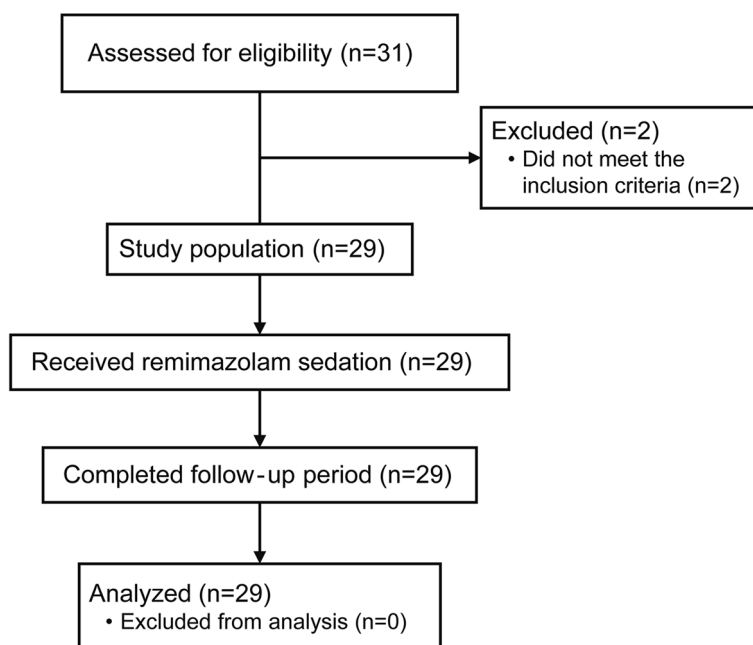 Assessed for eligibility (n=31)
Excluded (n=2)
• Did not meet the
inclusion criteria (n=2)
Study population (n=29)
Received remimazolam sedation (n=29)
Completed follow-up period (n=29)
Analyzed (n=29)
• Excluded from analysis (n=0)